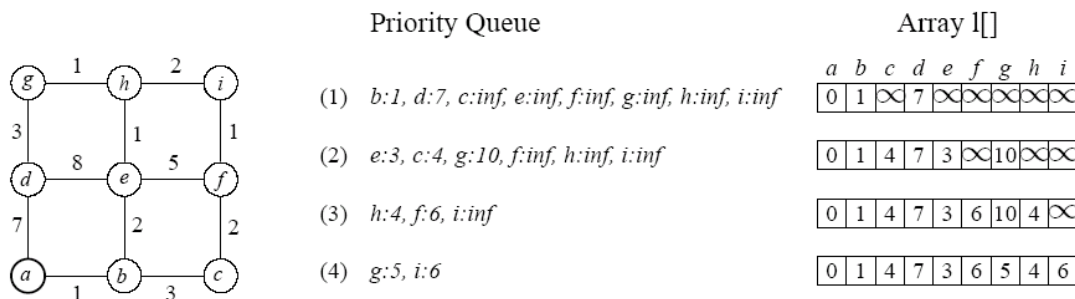 Priority Queue
Array l[]
g 1 h 2 i
3 1 1
d 8 e 5 f
7 2 2
a 1 b 3 c
(1) b:1, d:7, c:inf, e:inf, f:inf, g:inf, h:inf, i:inf
(2) e:3, c:4, g:10, f:inf, h:inf, i:inf
(3) h:4, f:6, i:inf
(4) g:5, i:6
a b c d e f g h i
0 1 ∞ 7 ∞ ∞ ∞ ∞ ∞
0 1 4 7 3 ∞ 10 ∞ ∞
0 1 4 7 3 6 10 4 ∞
0 1 4 7 3 6 5 4 6